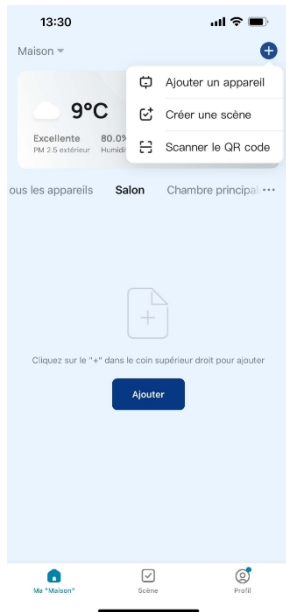 13:30
Maison
Ajouter un appareil
Créer une scène
Scanner le QR code
9°C
Excellente 80.0%
PM 2.5 extérieur Humidi
ous les appareils Salon Chambre principal
Cliquez sur le "+" dans le coin supérieur droit pour ajouter
Ajouter
Ma "Maison" Scène Profil